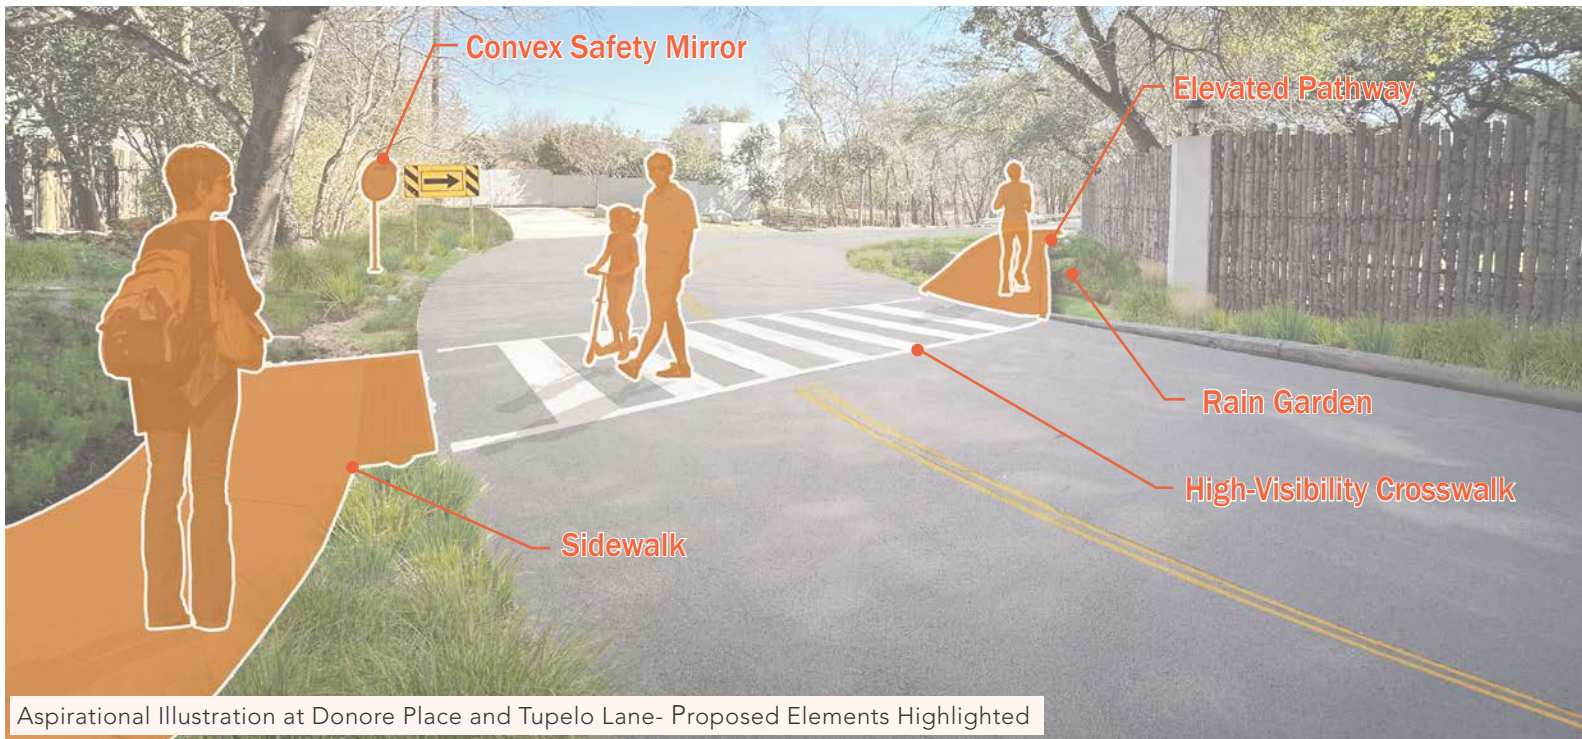 Convex Safety Mirror
Elevated Pathway
Rain Garden
High-Visibility Crosswalk
Sidewalk
Aspirational Illustration at Donore Place and Tupelo Lane- Proposed Elements Highlighted